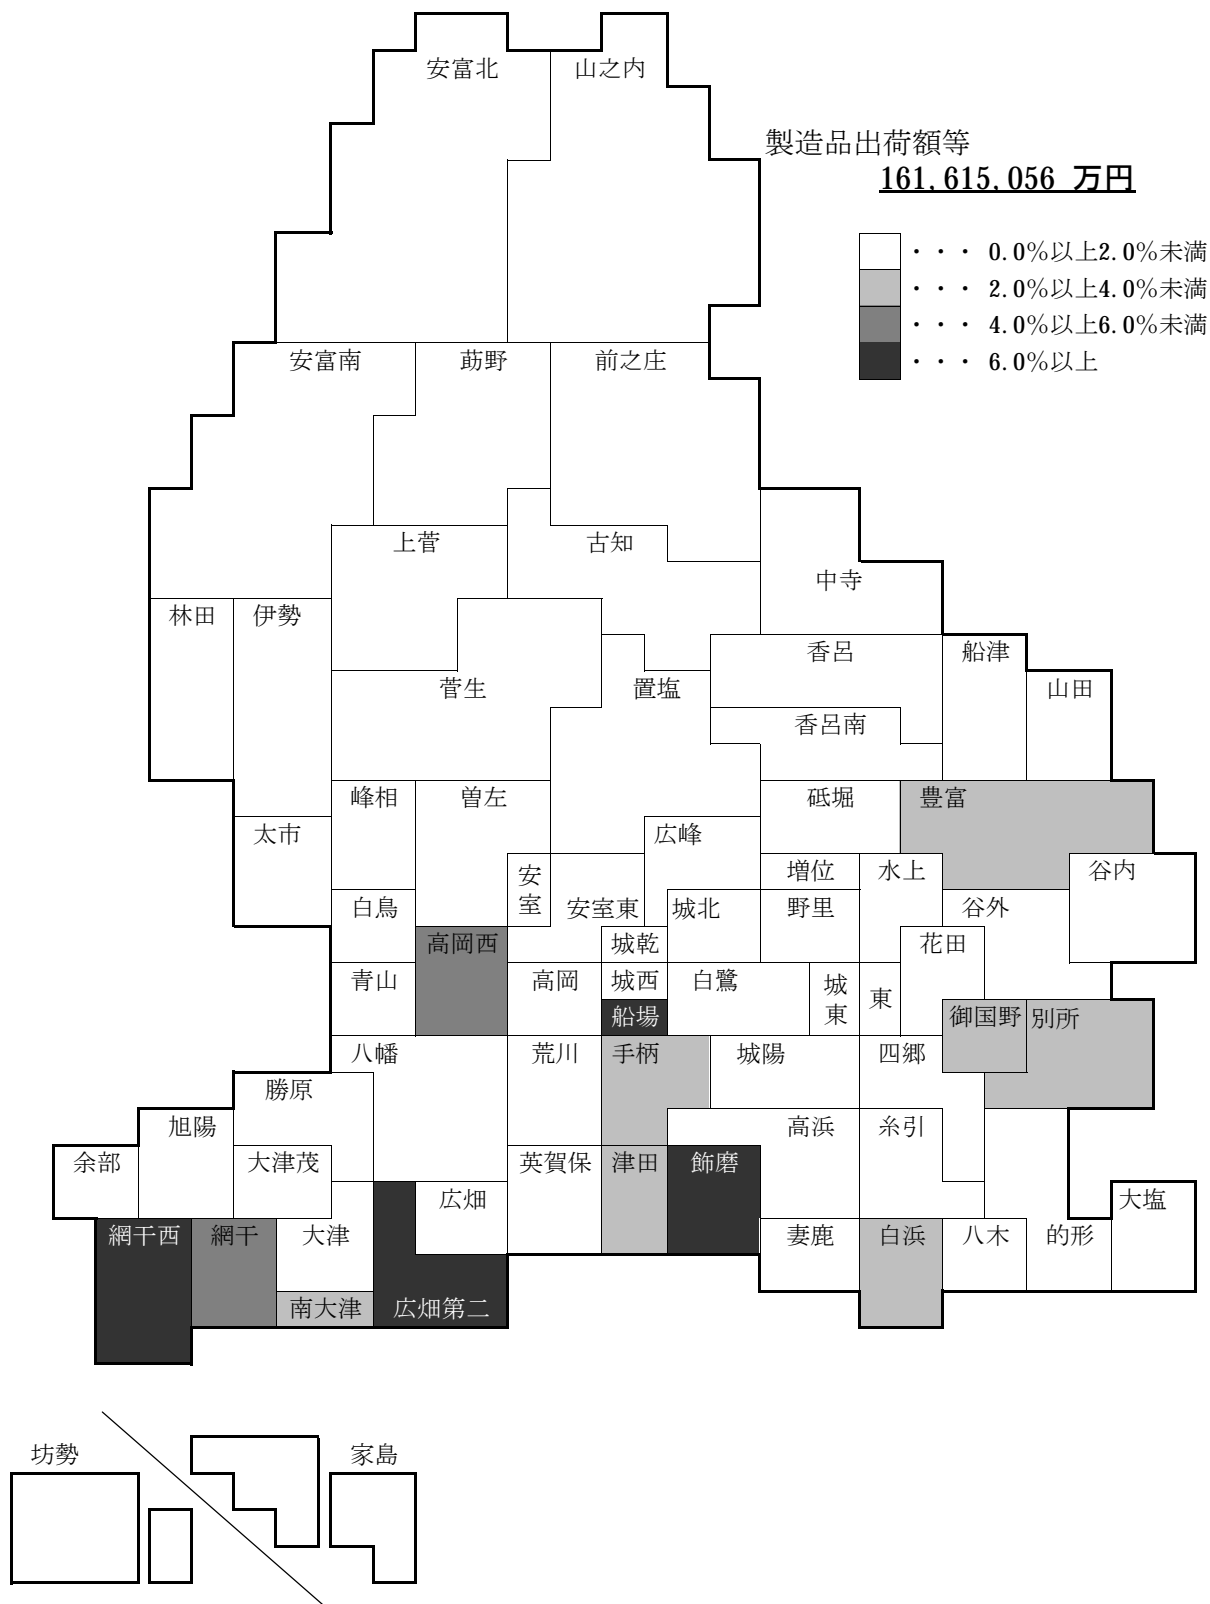 安富北
山之内
製造品出荷額等
161,615,056 万円
・・・ 0.0%以上2.0%未満
・・・ 2.0%以上4.0%未満
・・・ 4.0%以上6.0%未満
・・・ 6.0%以上
安富南
莇野
前之庄
上菅
古知
中寺
林田
伊勢
香呂
船津
菅生
置塩
山田
香呂南
峰相
曽左
砥堀
豊富
太市
広峰
安室
増位
水上
谷内
白鳥
安室東
城北
野里
谷外
高岡西
城乾
花田
青山
高岡
城西
白鷺
城東
東
船場
御国野
別所
八幡
荒川
手柄
城陽
四郷
勝原
旭陽
高浜
糸引
余部
大津茂
英賀保
津田
飾磨
広畑
大塩
網干西
網干
大津
妻鹿
白浜
八木
的形
南大津
広畑第二
坊勢
家島